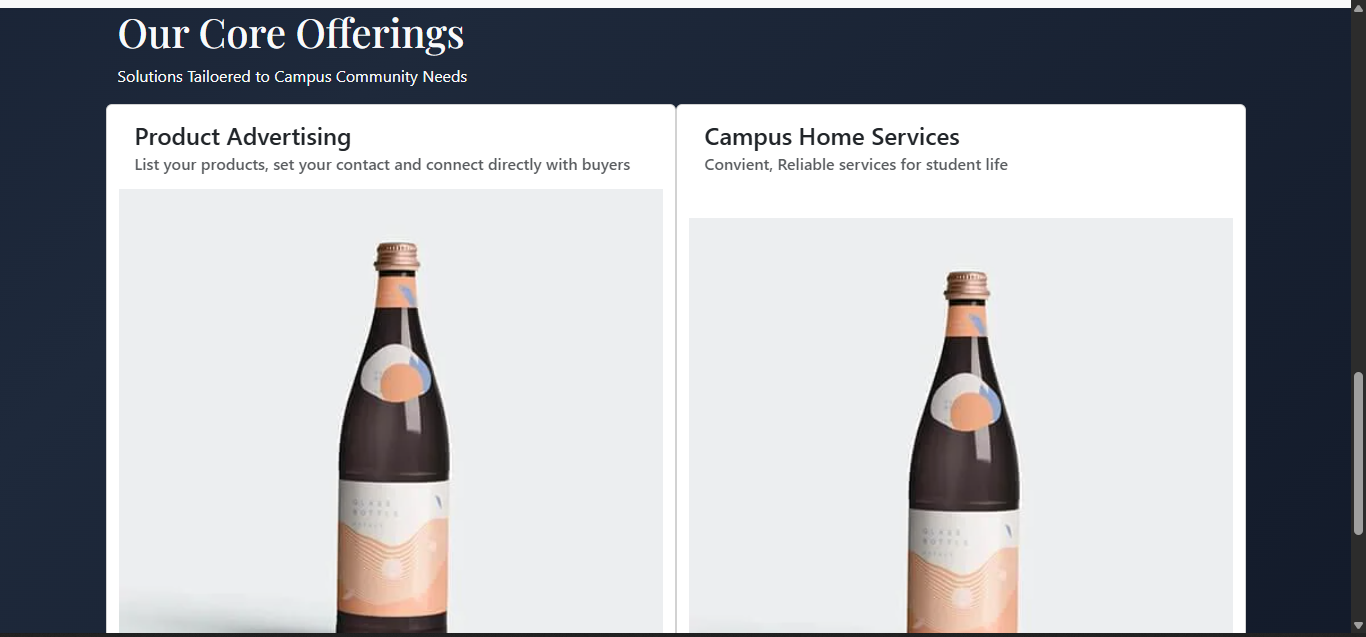 Our Core Offerings
Solutions Tailoered to Campus Community Needs
Product Advertising
List your products, set your contact and connect directly with buyers
Campus Home Services
Convient, Reliable services for student life
GLASS
BOTTLE
GLASS
BOTTLE